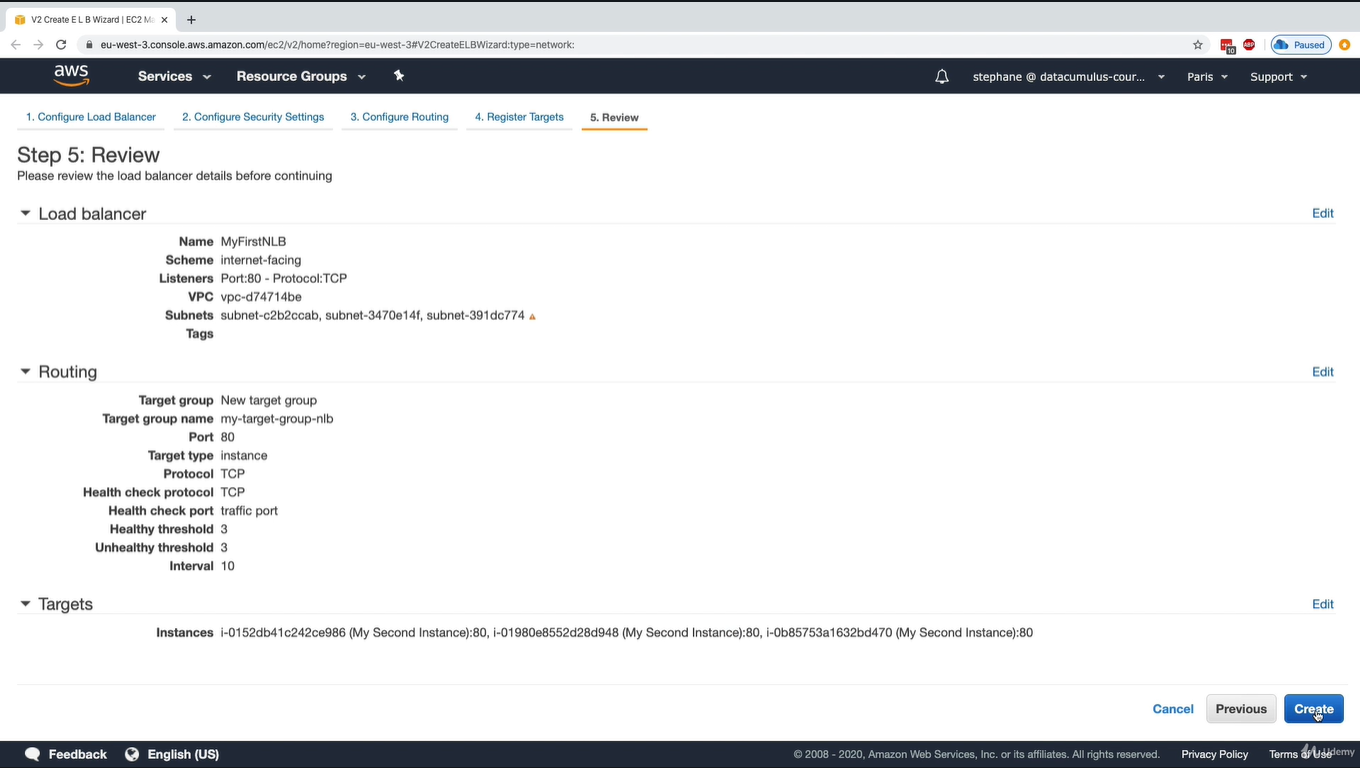 V2 Create E L B Wizard | EC2 Ma
eu-west-3.console.aws.amazon.com/ec2/v2/home?region=eu-west-3#V2CreateELBWizard:type=network:
10
ABP
Paused
aws
Services
Resource Groups
stephane @ datacumulus-cour...
Paris
Support
1. Configure Load Balancer
2. Configure Security Settings
3. Configure Routing
4. Register Targets
5. Review
Step 5: Review
Please review the load balancer details before continuing
Load balancer
Edit
Name MyFirstNLB
Scheme internet-facing
Listeners Port:80 - Protocol:TCP
VPC vpc-d74714be
Subnets subnet-c2b2ccab, subnet-3470e14f, subnet-391dc774
Tags
Routing
Edit
Target group New target group
Target group name my-target-group-nlb
Port 80
Target type instance
Protocol TCP
Health check protocol TCP
Health check port traffic port
Healthy threshold 3
Unhealthy threshold 3
Interval 10
Targets
Edit
Instances i-0152db41c242ce986 (My Second Instance):80, i-01980e8552d28d948 (My Second Instance):80, i-0b85753a1632bd470 (My Second Instance):80
Cancel
Previous
Create
Feedback
English (US)
© 2008 - 2020, Amazon Web Services, Inc. or its affiliates. All rights reserved.
Privacy Policy
Terms of Use
Udemy